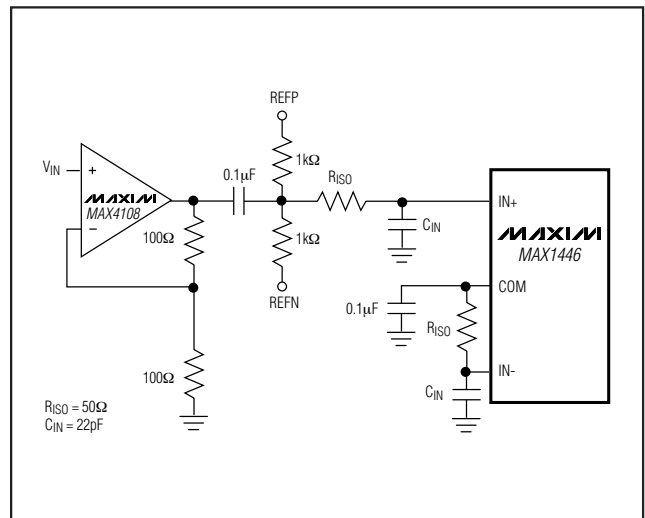 REFP
VIN
+
MAXIM
MAX4108
-
0.1µF
1kΩ
RISO
IN+
100Ω
1kΩ
CIN
MAXIM
MAX1446
REFN
COM
0.1µF
RISO
100Ω
IN-
CIN
RISO = 50Ω
CIN = 22pF